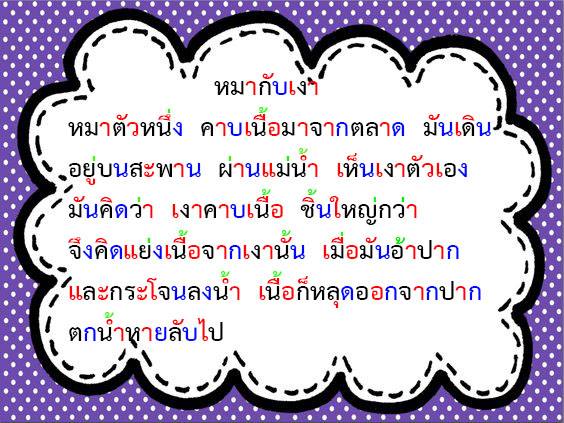 หมากับเงา
หมาตัวหนึ่ง คาบเนื้อมาจากตลาด มันเดิน
อยู่บนสะพาน ผ่านแม่น้ำ เห็นเงาตัวเอง
มันคิดว่า เงาคาบเนื้อ ชิ้นใหญ่กว่า
จึงคิดแย่งเนื้อจากเงานั้น เมื่อมันอ้าปาก
และกระโจนลงน้ำ เนื้อก็หลุดออกจากปาก
ตกน้ำหายลับไป